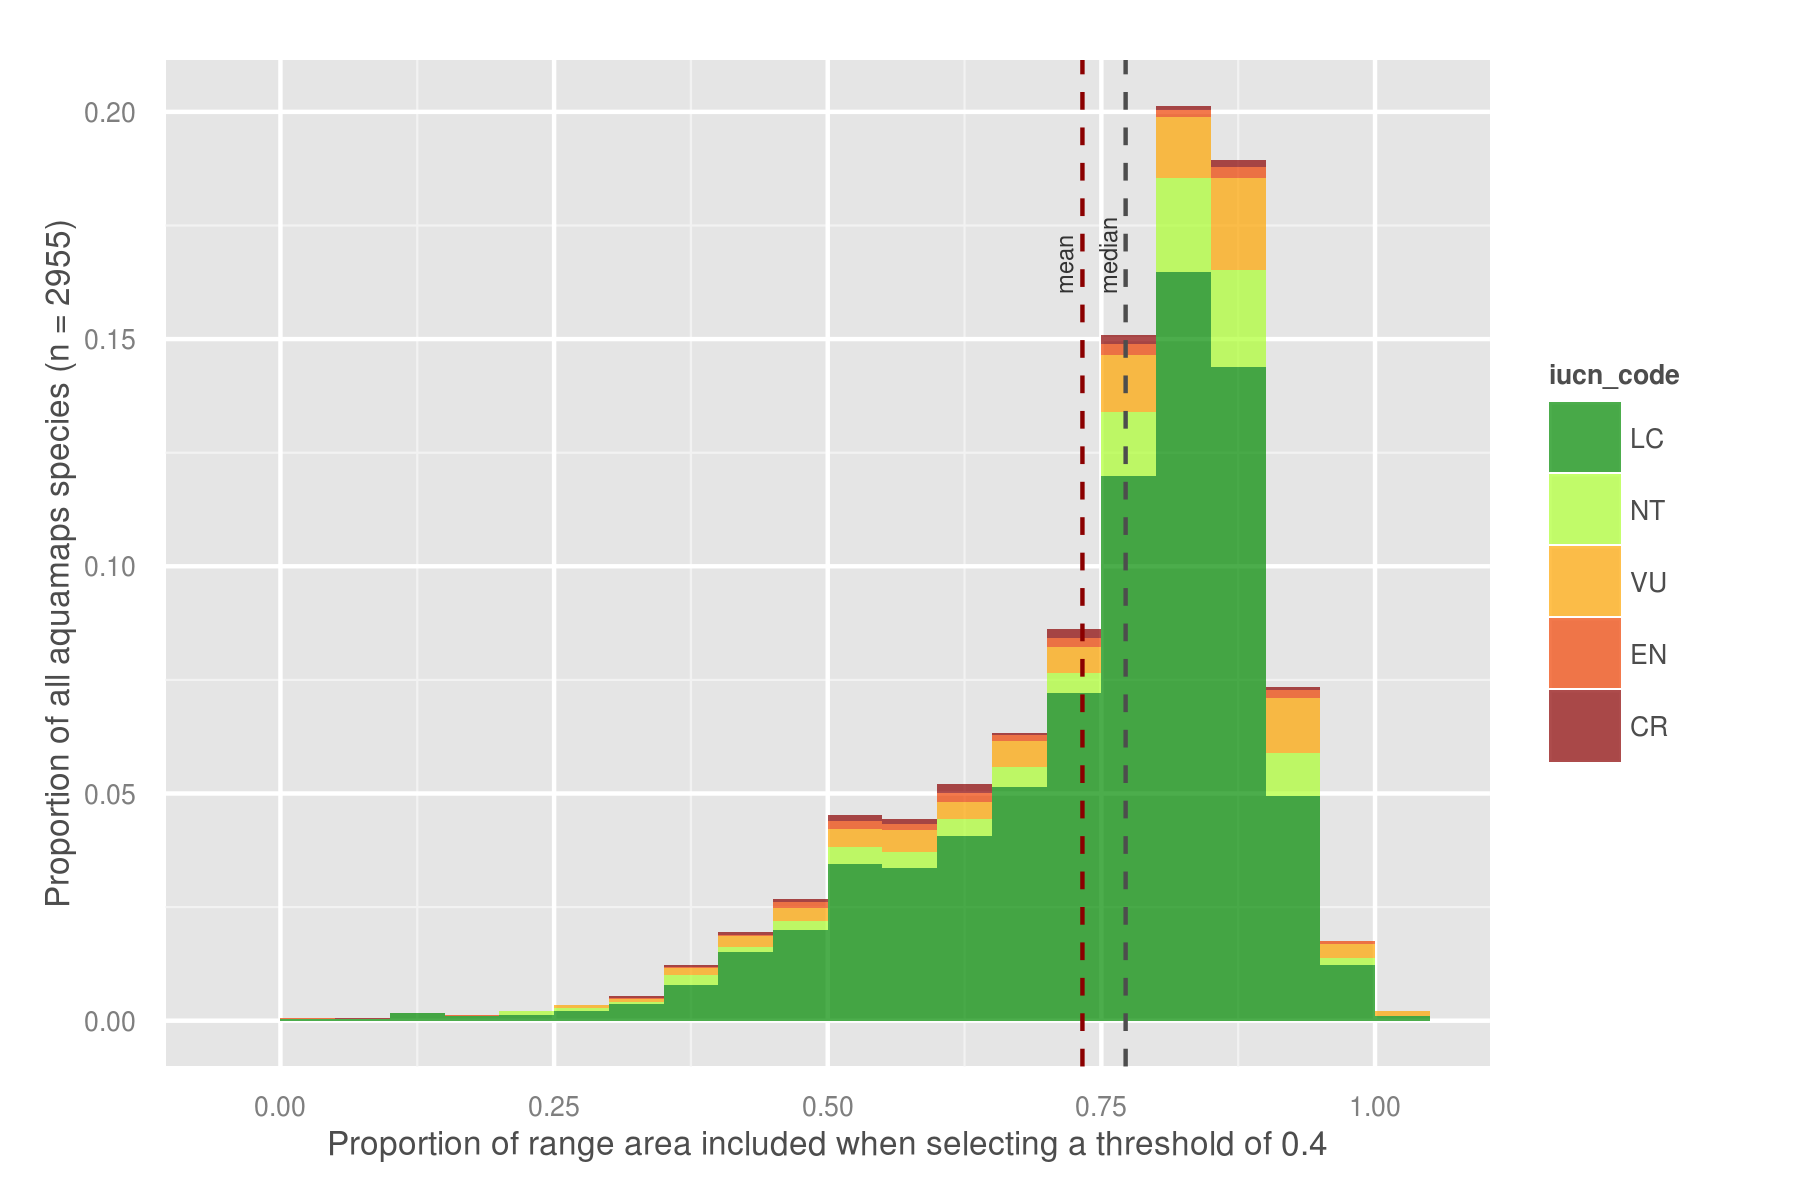 Proportion of all aquamaps species (n = 2955)
0.20
0.15
0.10
0.05
0.00
mean
median
0.00
0.25
0.50
0.75
1.00
Proportion of range area included when selecting a threshold of 0.4
iucn_code
LC
NT
VU
EN
CR